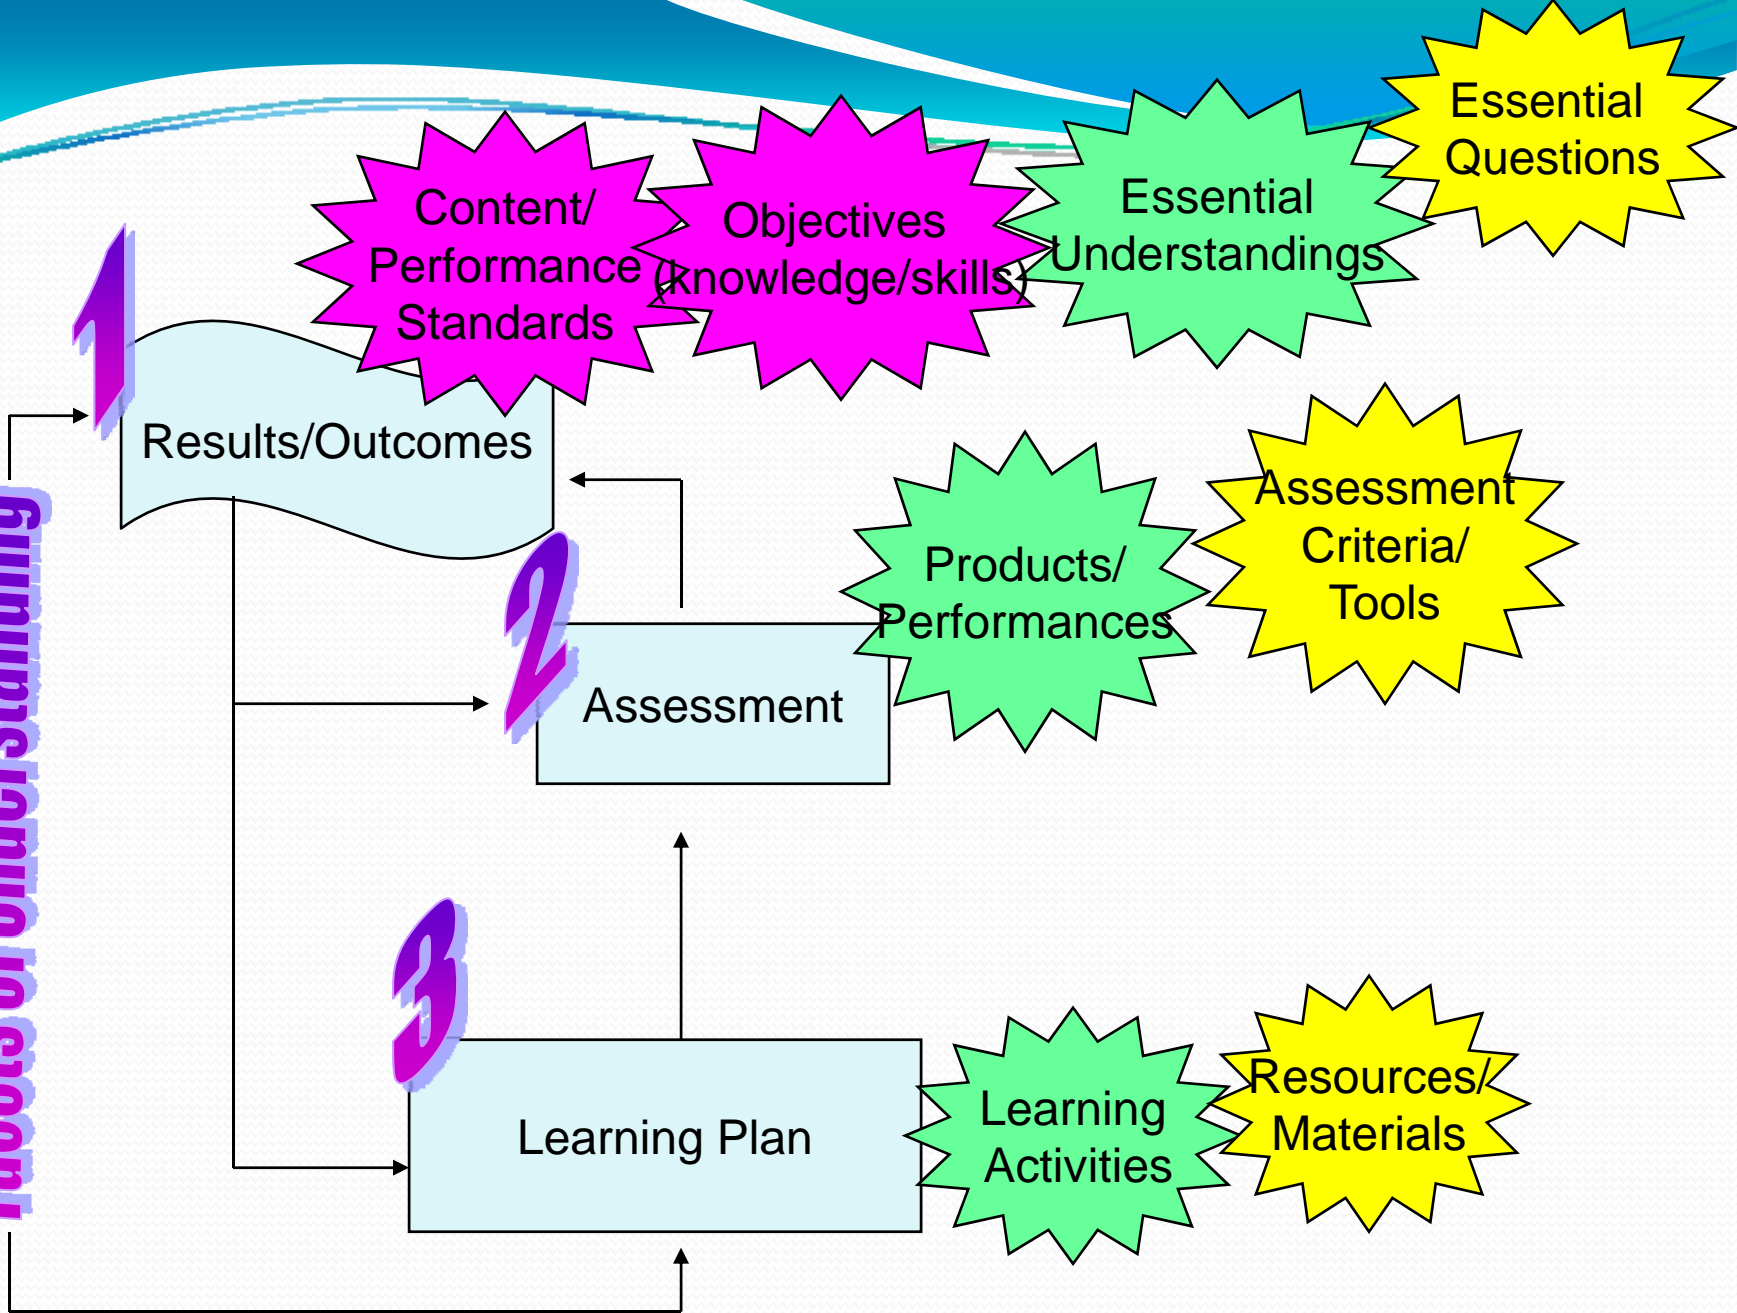 Essential
Questions
Essential
Understandings
Objectives
(knowledge/skills)
Content/
Performance
Standards
1
Results/Outcomes
2
Assessment
Products/
Performances
Assessment
Criteria/
Tools
3
Learning Plan
Learning
Activities
Resources/
Materials